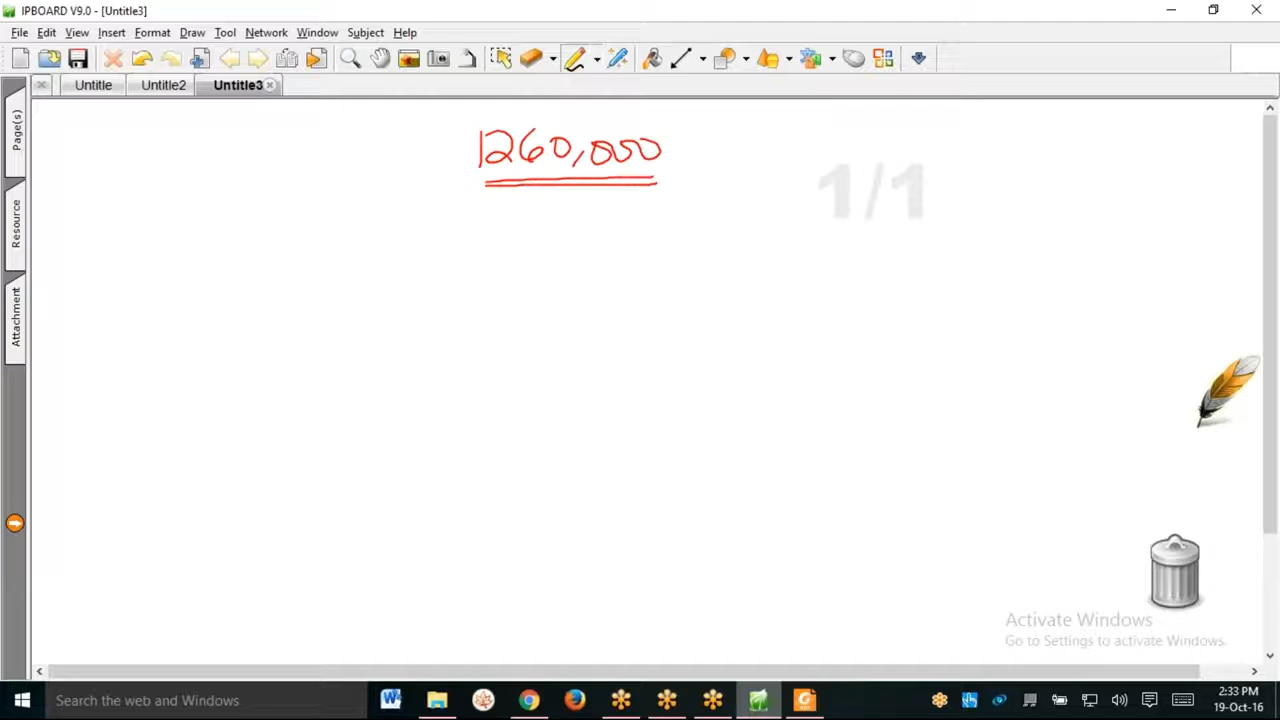 IPBOARD V9.0 - [Untitle3]
File Edit View Insert Format Draw Tool Network Window Subject Help
Untitle Untitle2 Untitle3
Page(s)
Resource
Attachment
1260,000
1/1
Activate Windows
Go to Settings to activate Windows.
Search the web and Windows
2:33 PM
19-Oct-16